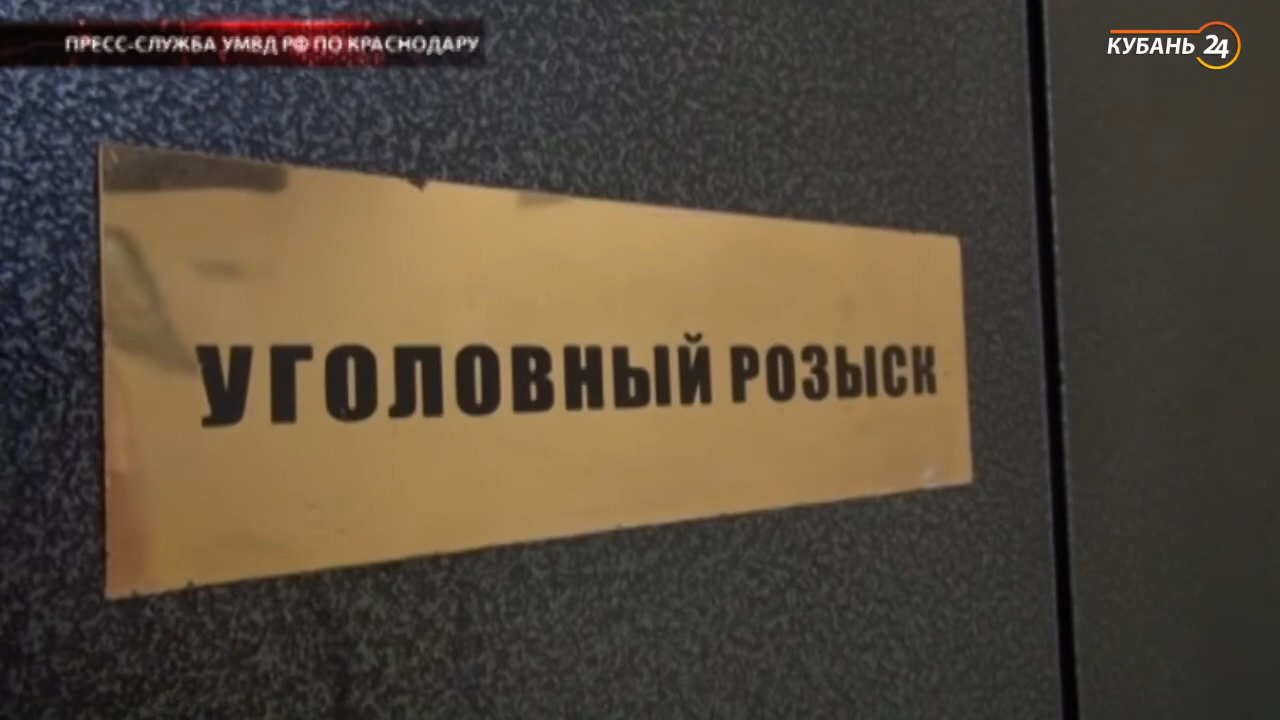 ПРЕСС-СЛУЖБА УМВД РФ ПО КРАСНОДАРУ
КУБАНЬ 24
УГОЛОВНЫЙ РОЗЫСК